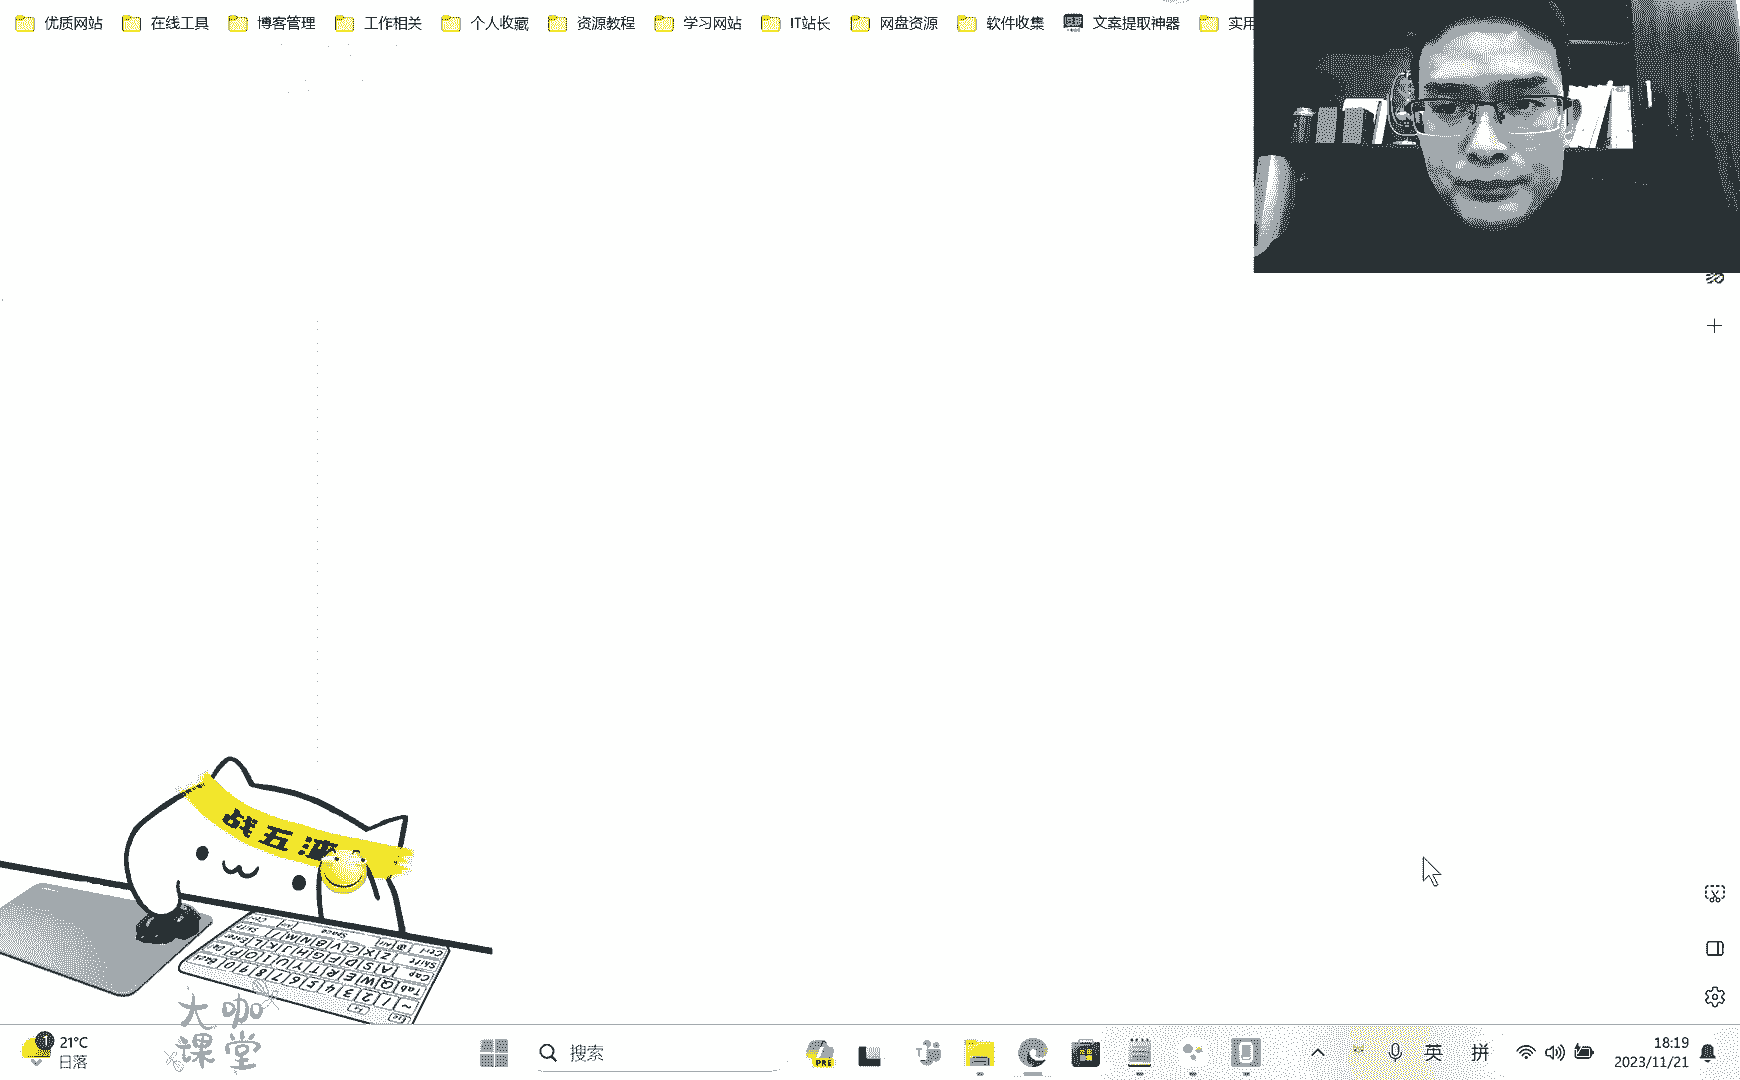 优质网站 在线工具 博客管理 工作相关 个人收藏 资源教程 学习网站 IT站长 网盘资源 软件收集 文案提取神器 实用
战五渣
大咖
课堂
1
21°C
日落
搜索
PRE
英 拼
18:19
2023/11/21